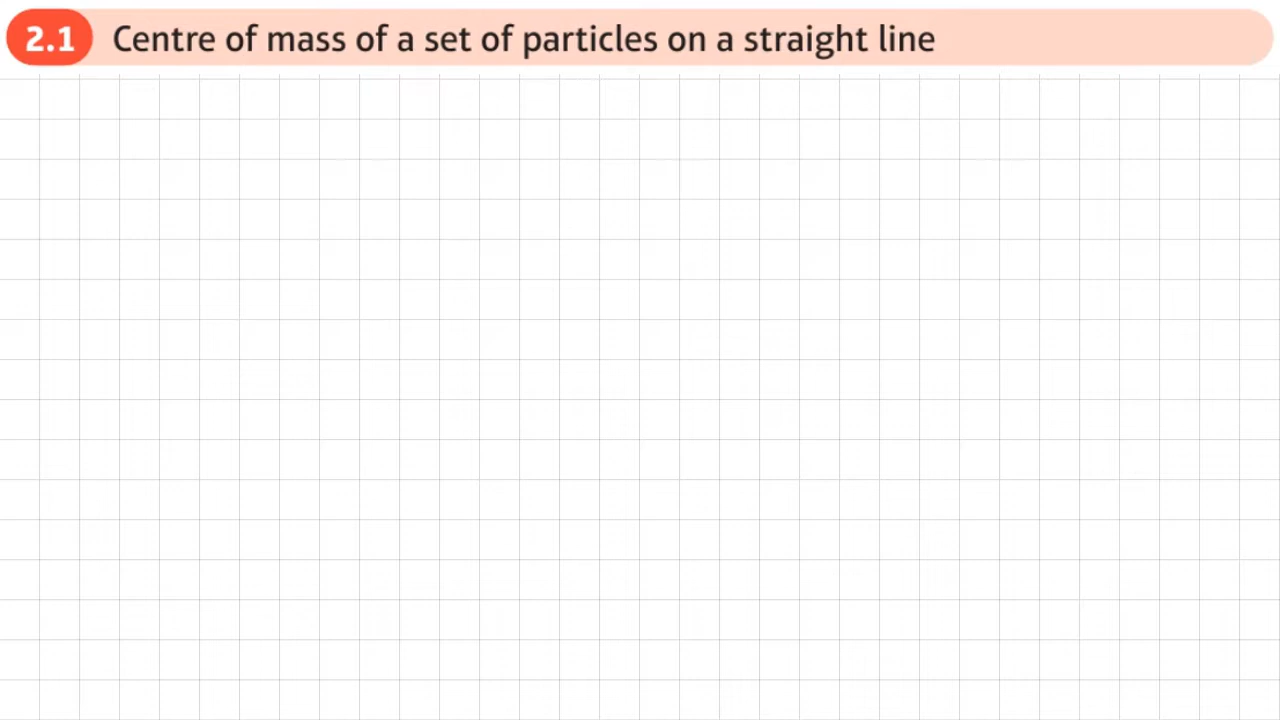 2.1 Centre of mass of a set of particles on a straight line